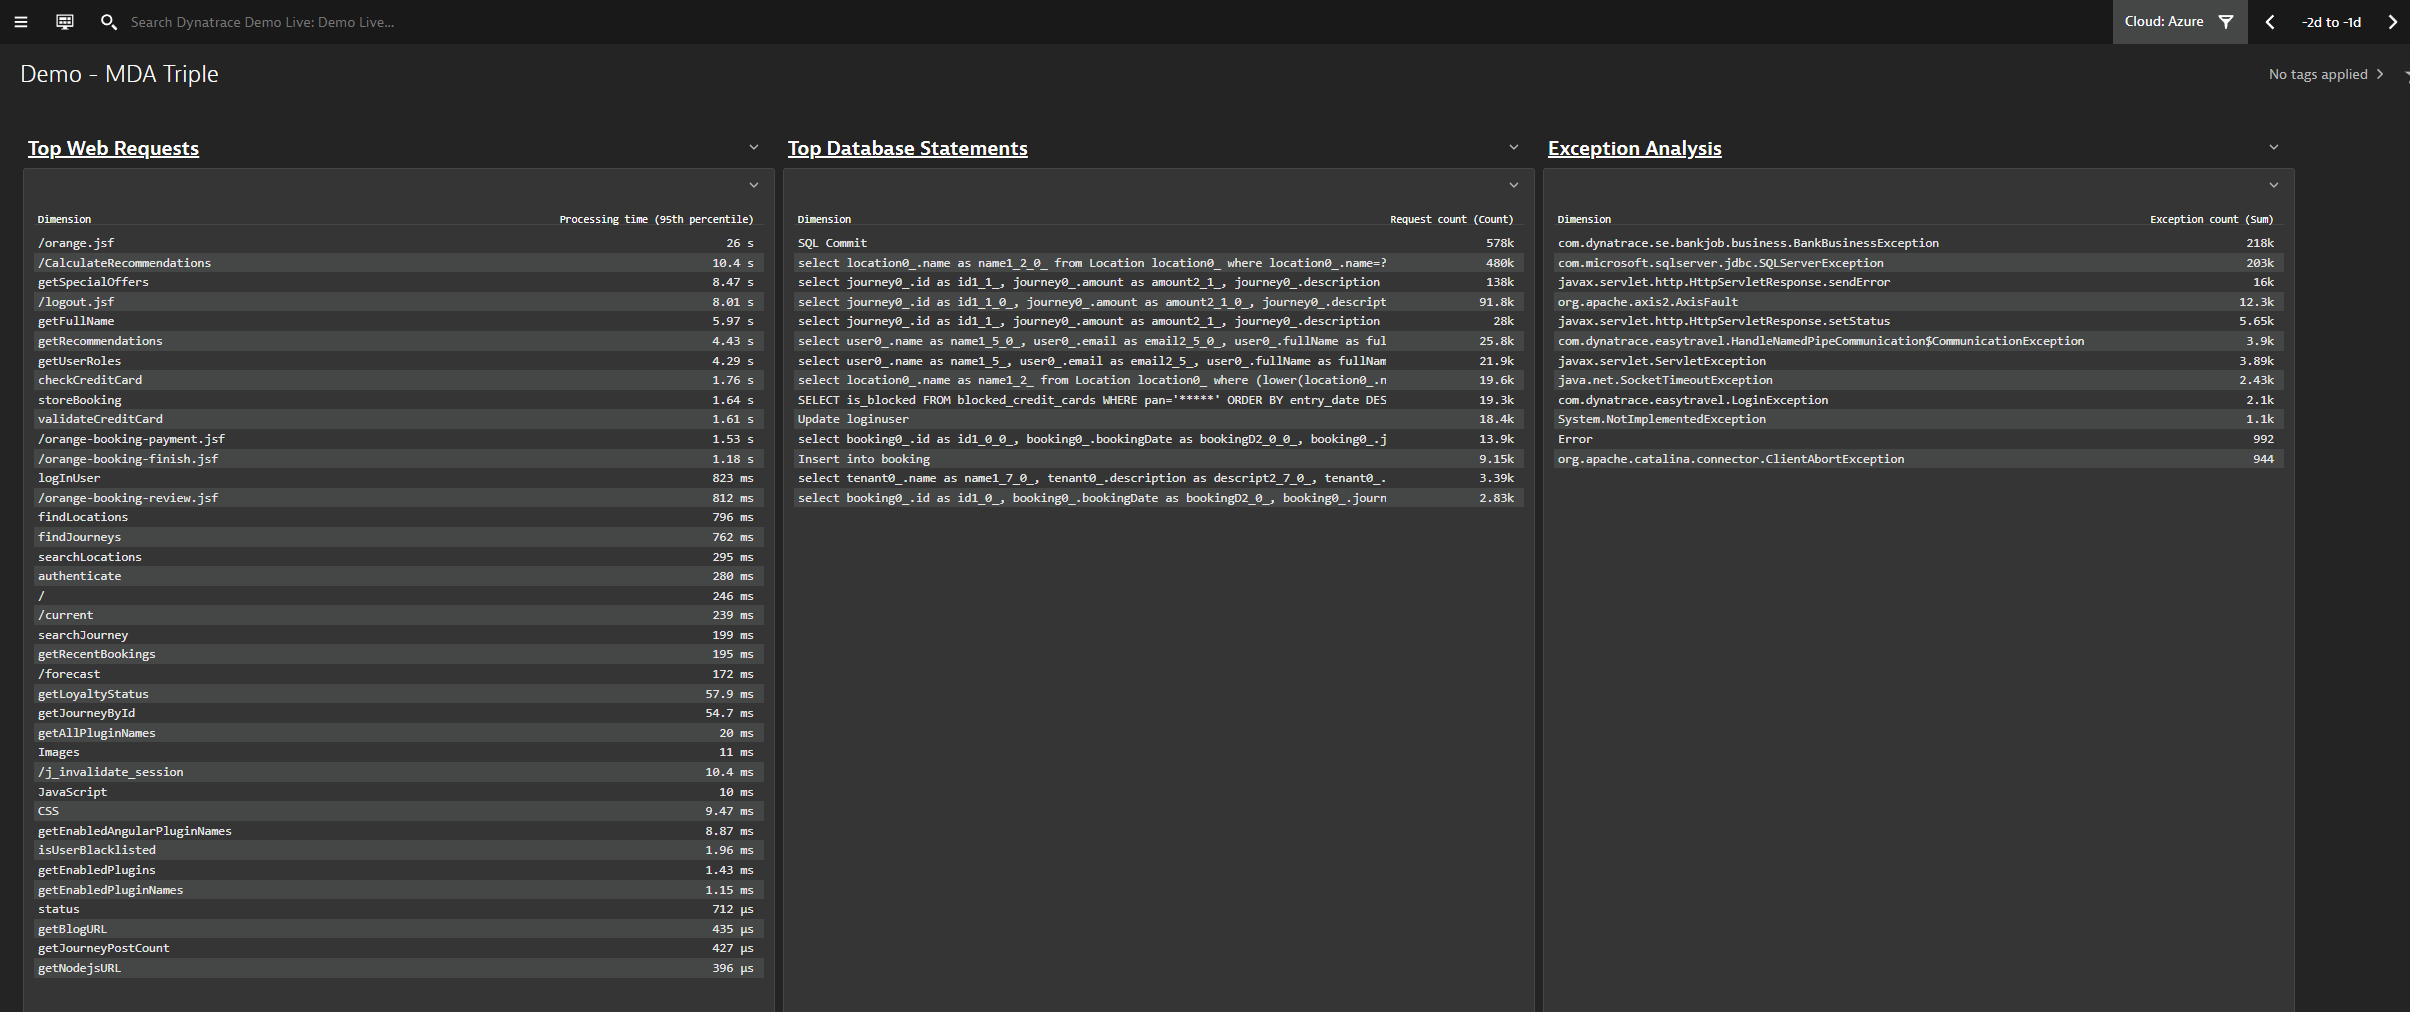 Search Dynatrace Demo Live: Demo Live...
Cloud: Azure
-2d to -1d
Demo - MDA Triple
No tags applied
Top Web Requests
Dimension Processing time (95th percentile)
/orange.jsf 26 s
/CalculateRecommendations 10.4 s
getSpecialOffers 8.47 s
/logout.jsf 8.01 s
getFullName 5.97 s
getRecommendations 4.43 s
getUserRoles 4.29 s
checkCreditCard 1.76 s
storeBooking 1.64 s
validateCreditCard 1.61 s
/orange-booking-payment.jsf 1.53 s
/orange-booking-finish.jsf 1.18 s
logInUser 823 ms
/orange-booking-review.jsf 812 ms
findLocations 796 ms
findJourneys 762 ms
searchLocations 295 ms
authenticate 280 ms
/ 246 ms
/current 239 ms
searchJourney 199 ms
getRecentBookings 195 ms
/forecast 172 ms
getLoyaltyStatus 57.9 ms
getJourneyById 54.7 ms
getAllPluginNames 20 ms
Images 11 ms
/j_invalidate_session 10.4 ms
JavaScript 10 ms
CSS 9.47 ms
getEnabledAngularPluginNames 8.87 ms
isUserBlacklisted 1.96 ms
getEnabledPlugins 1.43 ms
getEnabledPluginNames 1.15 ms
status 712 µs
getBlogURL 435 µs
getJourneyPostCount 427 µs
getNodejsURL 396 µs
Top Database Statements
Dimension Request count (Count)
SQL Commit 578k
select location0_.name as name1_2_0_ from Location location0_ where location0_.name=? 480k
select journey0_.id as id1_1_, journey0_.amount as amount2_1_, journey0_.description 138k
select journey0_.id as id1_1_0_, journey0_.amount as amount2_1_0_, journey0_.descript 91.8k
select journey0_.id as id1_1_, journey0_.amount as amount2_1_, journey0_.description 28k
select user0_.name as name1_5_0_, user0_.email as email2_5_0_, user0_.fullName as ful 25.8k
select user0_.name as name1_5_, user0_.email as email2_5_, user0_.fullName as fullNam 21.9k
select location0_.name as name1_2_ from Location location0_ where (lower(location0_.n 19.6k
SELECT is_blocked FROM blocked_credit_cards WHERE pan='*****' ORDER BY entry_date DES 19.3k
Update loginuser 18.4k
select booking0_.id as id1_0_0_, booking0_.bookingDate as bookingD2_0_0_, booking0_.j 13.9k
Insert into booking 9.15k
select tenant0_.name as name1_7_0_, tenant0_.description as descript2_7_0_, tenant0_. 3.39k
select booking0_.id as id1_0_, booking0_.bookingDate as bookingD2_0_, booking0_.journ 2.83k
Exception Analysis
Dimension Exception count (Sum)
com.dynatrace.se.bankjob.business.BankBusinessException 218k
com.microsoft.sqlserver.jdbc.SQLServerException 203k
javax.servlet.http.HttpServletResponse.sendError 16k
org.apache.axis2.AxisFault 12.3k
javax.servlet.http.HttpServletResponse.setStatus 5.65k
com.dynatrace.easytravel.HandleNamedPipeCommunication$CommunicationException 3.9k
javax.servlet.ServletException 3.89k
java.net.SocketTimeoutException 2.43k
com.dynatrace.easytravel.LoginException 2.1k
System.NotImplementedException 1.1k
Error 992
org.apache.catalina.connector.ClientAbortException 944